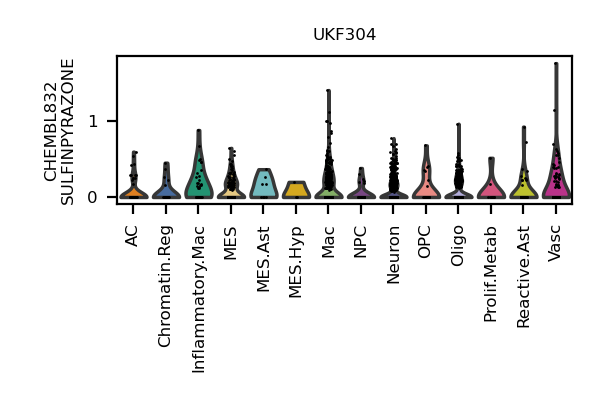 UKF304
CHEMBL832
SULFINPYRAZONE
1
0
AC
Chromatin.Reg
Inflammatory.Mac
MES
MES.Ast
MES.Hyp
Mac
NPC
Neuron
OPC
Oligo
Prolif.Metab
Reactive.Ast
Vasc